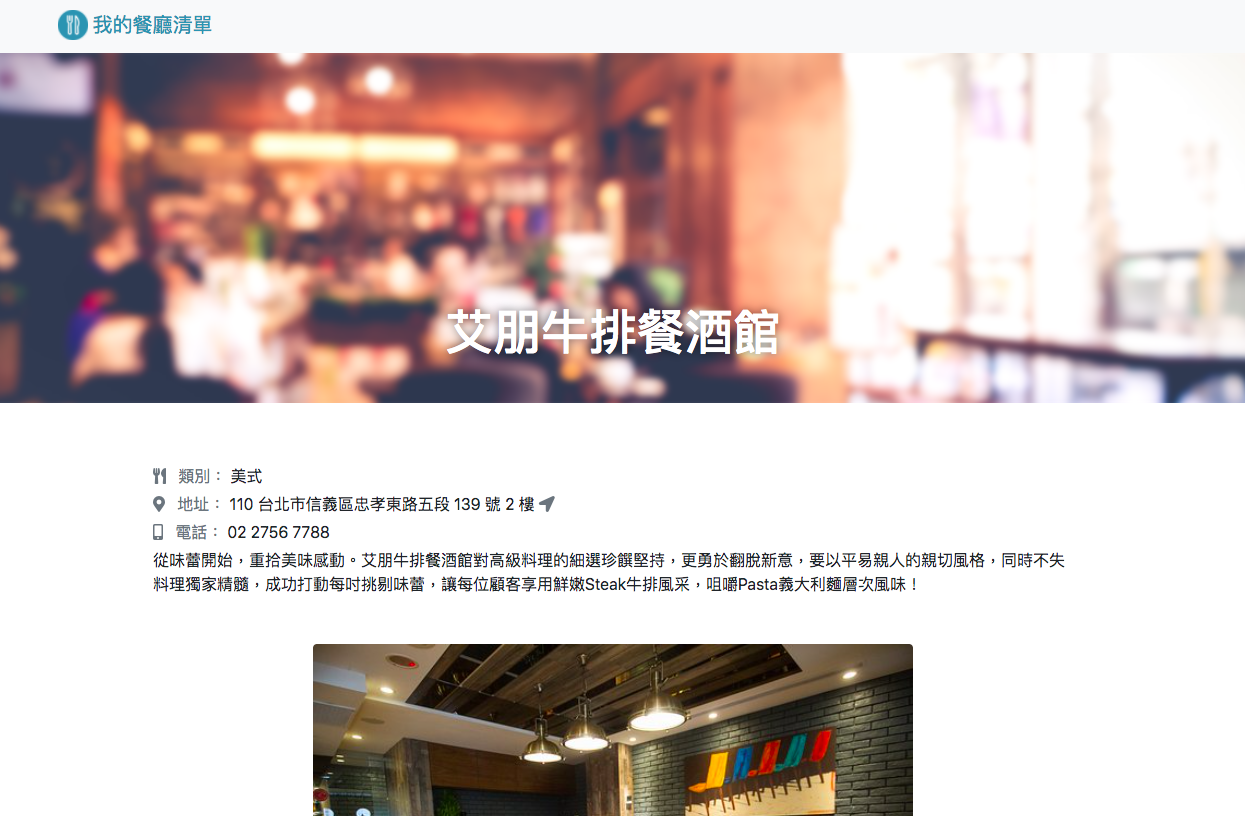 我的餐廳清單
艾朋牛排餐酒館
類別： 美式
地址： 110 台北市信義區忠孝東路五段 139 號 2 樓
電話： 02 2756 7788
從味蕾開始，重拾美味感動。艾朋牛排餐酒館對高級料理的細選珍饌堅持，更勇於翻脫新意，要以平易親人的親切風格，同時不失
料理獨家精髓，成功打動每吋挑剔味蕾，讓每位顧客享用鮮嫩Steak牛排風采，咀嚼Pasta義大利麵層次風味！